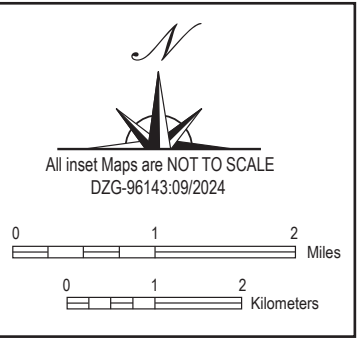 N
All inset Maps are NOT TO SCALE
DZG-96143:09/2024
0 1 2
Miles
0 1 2
Kilometers